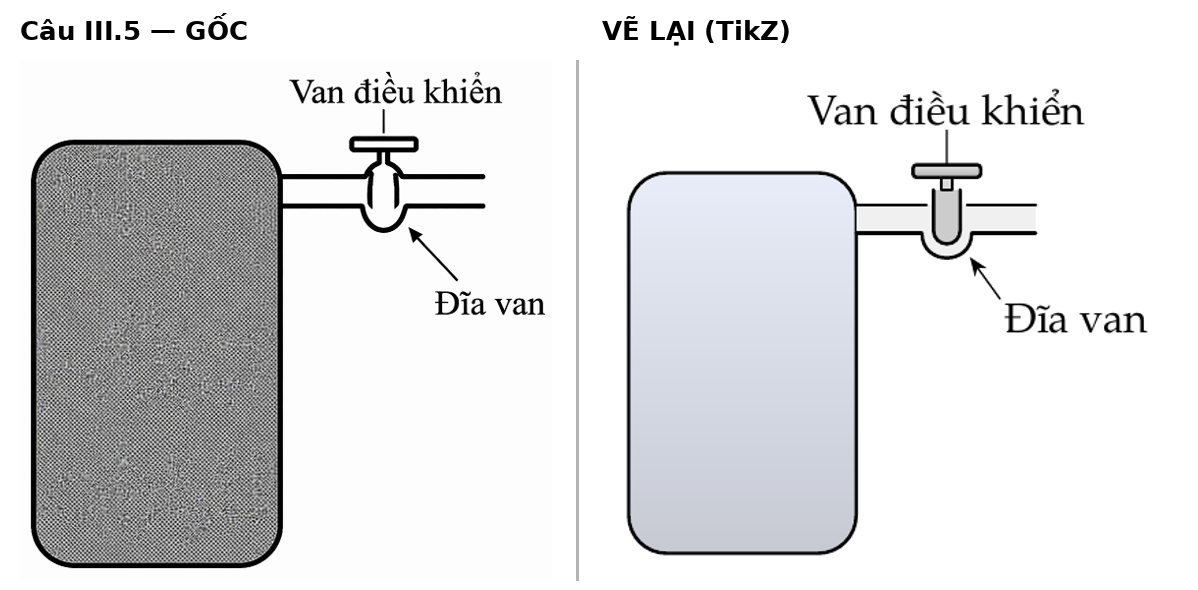 Câu III.5 — GỐC
Van điều khiển
Đĩa van
VẼ LẠI (TikZ)
Van điều khiển
Đĩa van